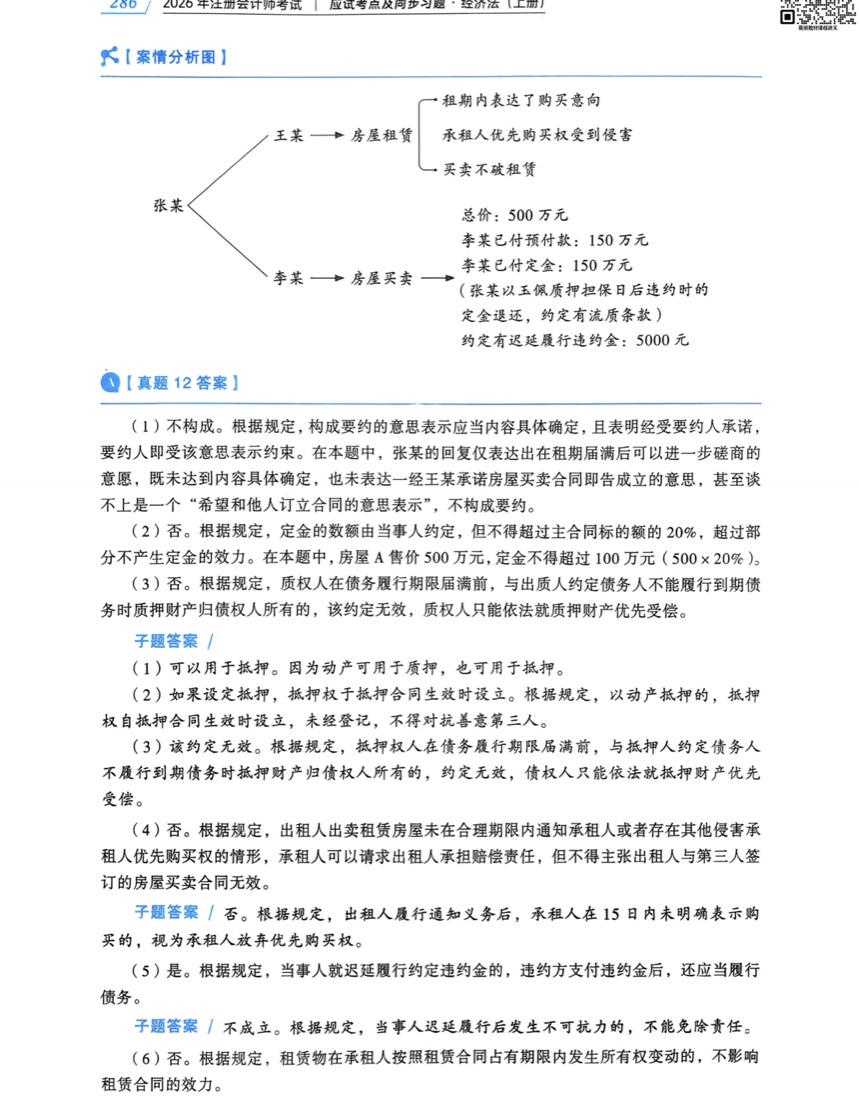 286 / 2026 年注册会计师考试 | 应试考点及同步习题·经济法(上册)
【案情分析图】
租期内表达了购买意向
王某 → 房屋租赁
承租人优先购买权受到侵害
买卖不破租赁
张某
总价：500 万元
李某已付预付款：150 万元
李某 → 房屋买卖 →
李某已付定金：150 万元
(张某以玉佩质押担保日后违约时的
定金退还，约定有流质条款)
约定有迟延履行违约金：5000 元
【真题 12 答案】
(1)不构成。根据规定，构成要约的意思表示应当内容具体确定，且表明经受要约人承诺，
要约人即受该意思表示约束。在本题中，张某的回复仅表达出在租期届满后可以进一步磋商的
意愿，既未达到内容具体确定，也未表达一经王某承诺房屋买卖合同即告成立的意思，甚至谈
不上是一个“希望和他人订立合同的意思表示”，不构成要约。
(2)否。根据规定，定金的数额由当事人约定，但不得超过主合同标的额的 20%，超过部
分不产生定金的效力。在本题中，房屋 A 售价 500 万元，定金不得超过 100 万元(500×20%)。
(3)否。根据规定，质权人在债务履行期限届满前，与出质人约定债务人不能履行到期债
务时质押财产归债权人所有的，该约定无效，质权人只能依法就质押财产优先受偿。
子题答案 /
(1)可以用于抵押。因为动产可用于质押，也可用于抵押。
(2)如果设定抵押，抵押权于抵押合同生效时设立。根据规定，以动产抵押的，抵押
权自抵押合同生效时设立，未经登记，不得对抗善意第三人。
(3)该约定无效。根据规定，抵押权人在债务履行期限届满前，与抵押人约定债务人
不履行到期债务时抵押财产归债权人所有的，约定无效，债权人只能依法就抵押财产优先
受偿。
(4)否。根据规定，出租人出卖租赁房屋未在合理期限内通知承租人或者存在其他侵害承
租人优先购买权的情形，承租人可以请求出租人承担赔偿责任，但不得主张出租人与第三人签
订的房屋买卖合同无效。
子题答案 / 否。根据规定，出租人履行通知义务后，承租人在 15 日内未明确表示购
买的，视为承租人放弃优先购买权。
(5)是。根据规定，当事人就迟延履行约定违约金的，违约方支付违约金后，还应当履行
债务。
子题答案 / 不成立。根据规定，当事人迟延履行后发生不可抗力的，不能免除责任。
(6)否。根据规定，租赁物在承租人按照租赁合同占有期限内发生所有权变动的，不影响
租赁合同的效力。